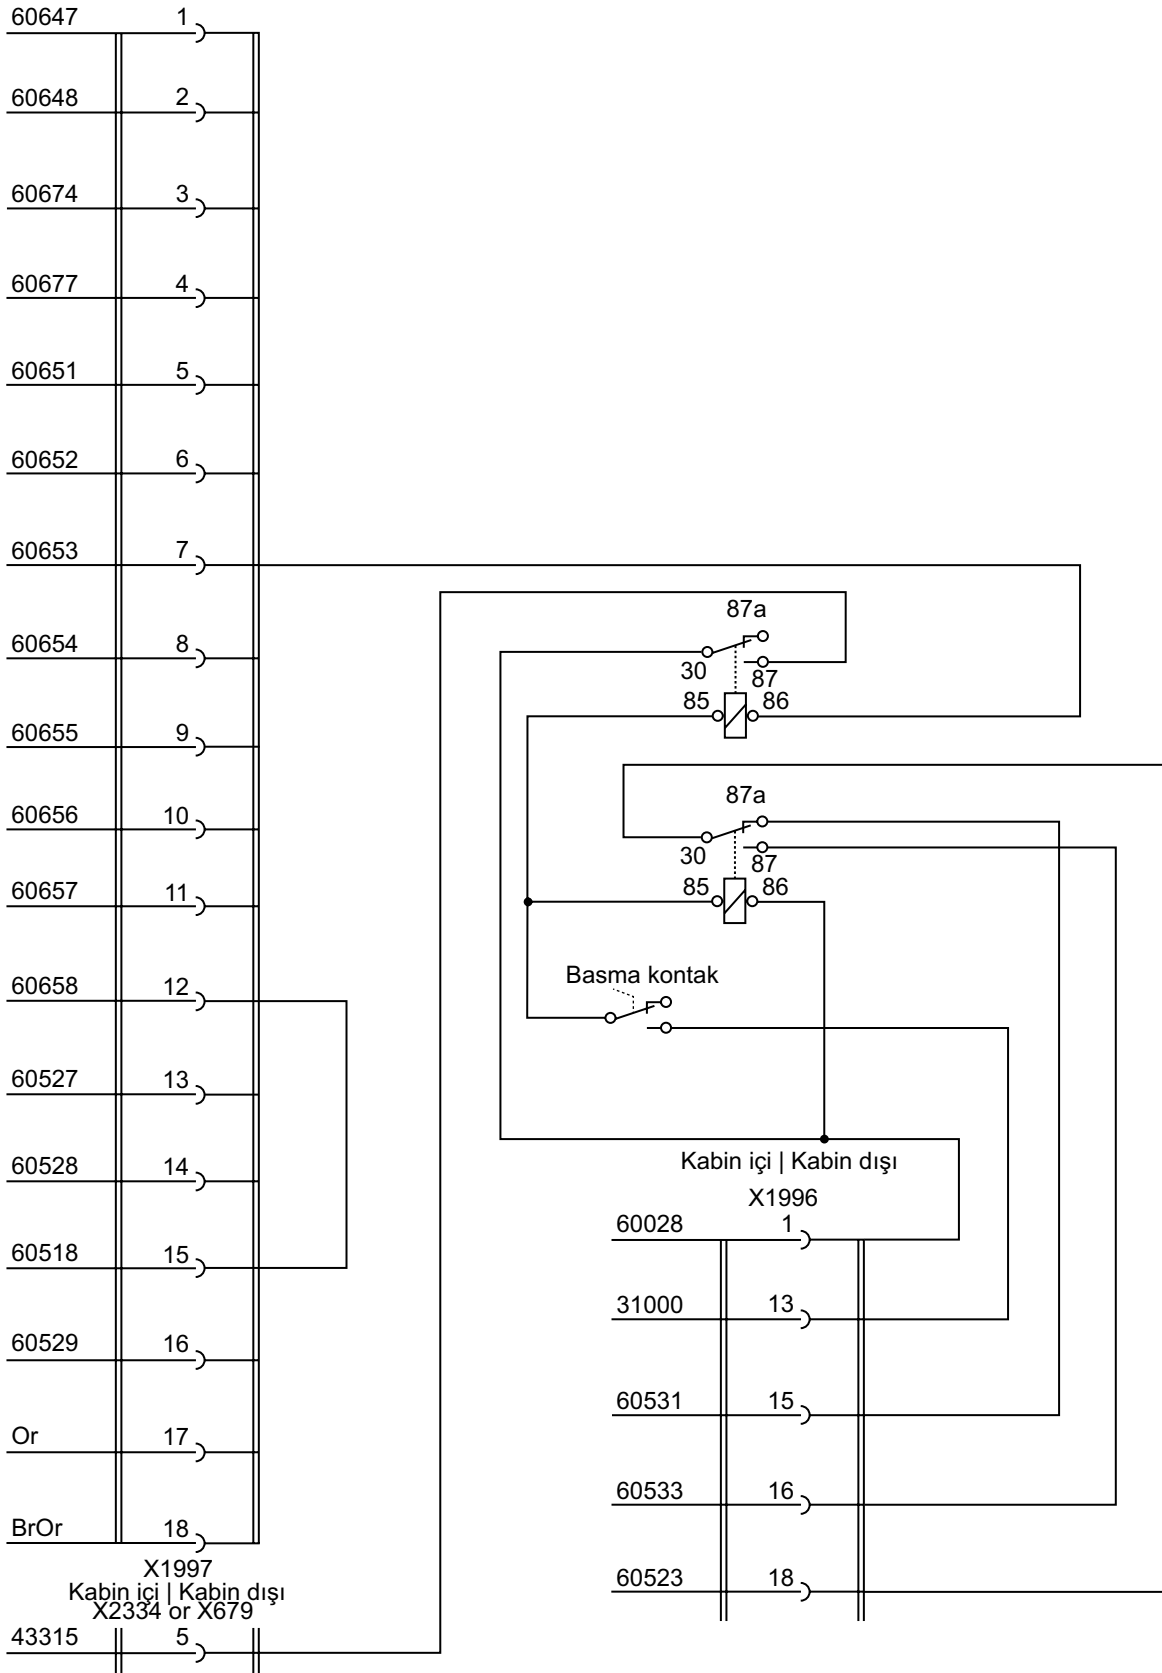 60647 1
60648 2
60674 3
60677 4
60651 5
60652 6
60653 7
60654 8
60655 9
60656 10
60657 11
60658 12
60527 13
60528 14
60518 15
60529 16
Or 17
BrOr 18
X1997
Kabin içi | Kabin dışı
X2334 or X679
43315 5
87a
30
87
85 86
87a
30
87
85 86
Basma kontak
Kabin içi | Kabin dışı
X1996
60028 1
31000 13
60531 15
60533 16
60523 18